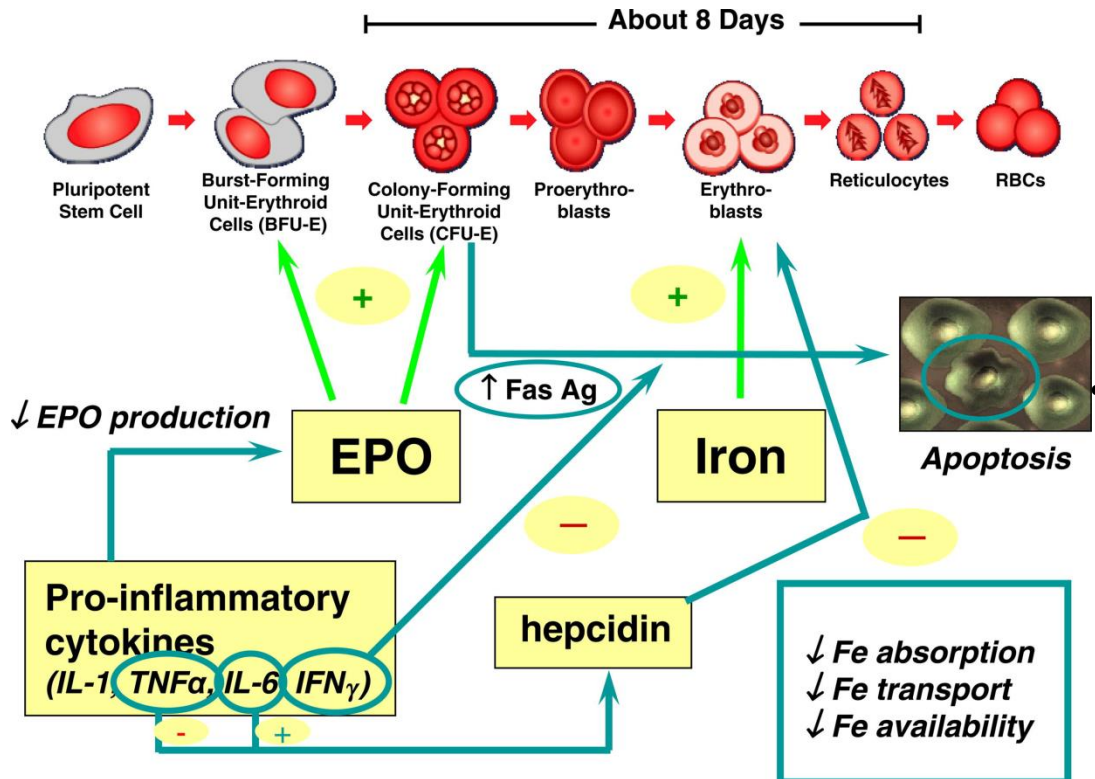 About 8 Days
Pluripotent
Stem Cell
Burst-Forming
Unit-Erythroid
Cells (BFU-E)
Colony-Forming
Unit-Erythroid
Cells (CFU-E)
Proerythro-
blasts
Erythro-
blasts
Reticulocytes
RBCs
+
+
↑ Fas Ag
↓ EPO production
EPO
Iron
Apoptosis
—
—
Pro-inflammatory
cytokines
(IL-1, TNFα, IL-6 IFNγ)
-
+
hepcidin
↓ Fe absorption
↓ Fe transport
↓ Fe availability